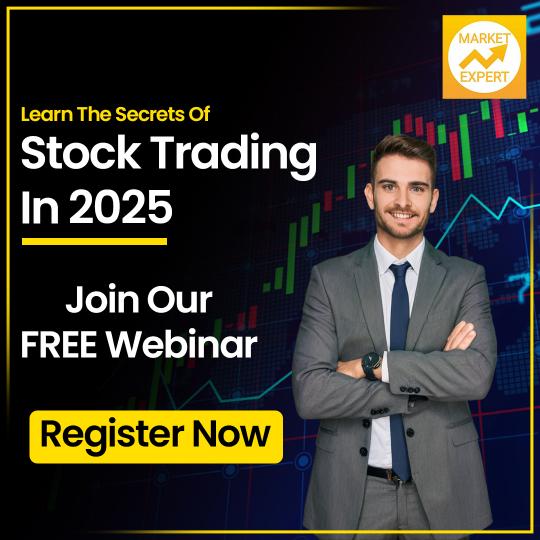 MARKET
EXPERT
Learn The Secrets Of
Stock Trading
In 2025
Join Our
FREE Webinar
Register Now